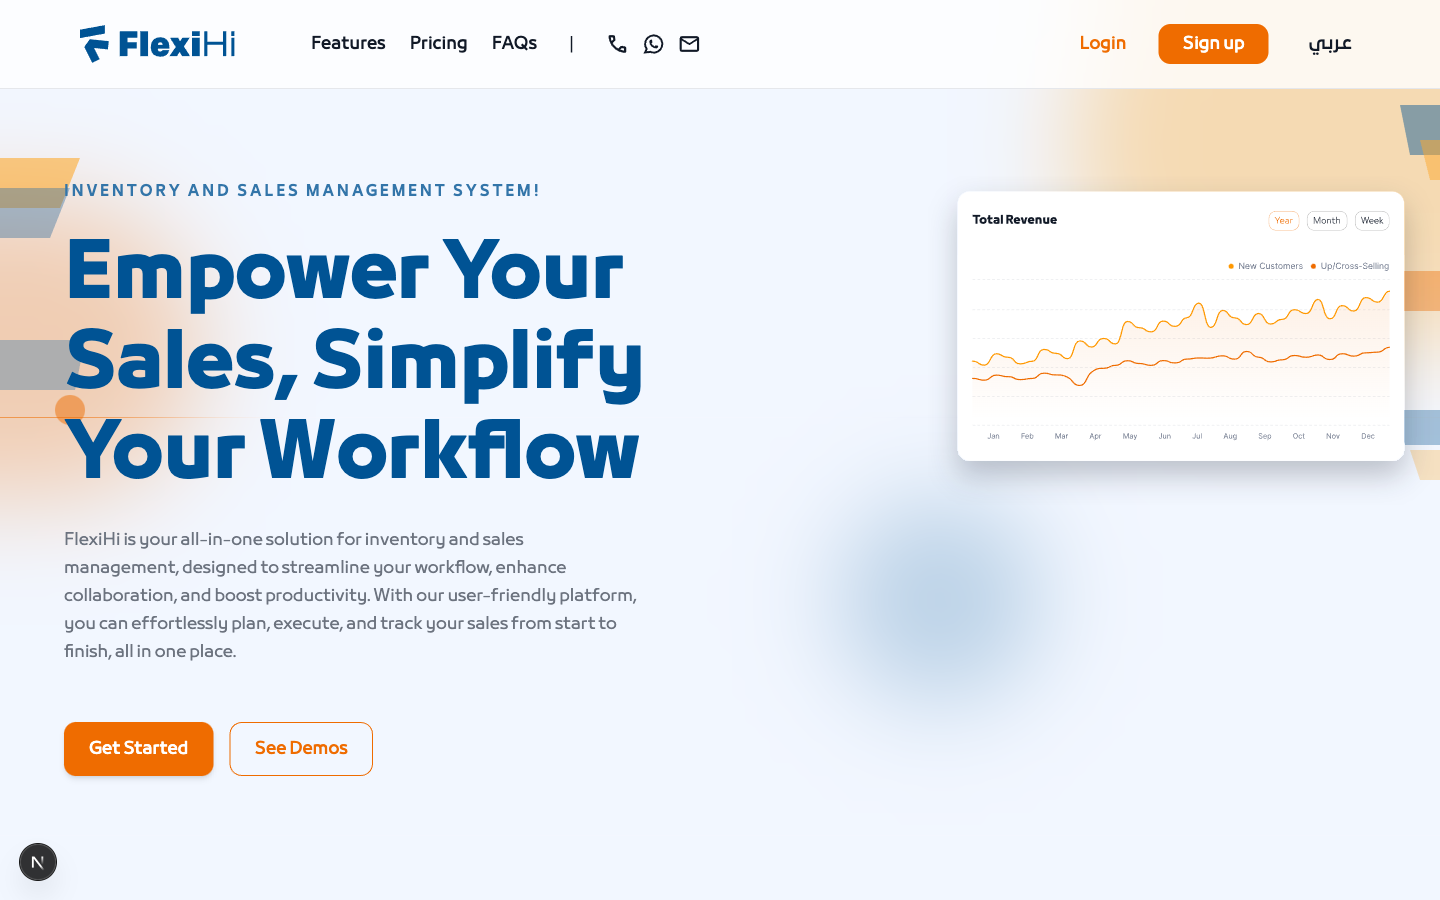 FlexiHi
Features
Pricing
FAQs
|
Login
Sign up
عربي
INVENTORY AND SALES MANAGEMENT SYSTEM!
Empower Your
Sales, Simplify
Your Workflow
FlexiHi is your all-in-one solution for inventory and sales
management, designed to streamline your workflow, enhance
collaboration, and boost productivity. With our user-friendly platform,
you can effortlessly plan, execute, and track your sales from start to
finish, all in one place.
Get Started
See Demos
Total Revenue
Year
Month
Week
New Customers
Up/Cross-Selling
Jan Feb Mar Apr May Jun Jul Aug Sep Oct Nov Dec
N